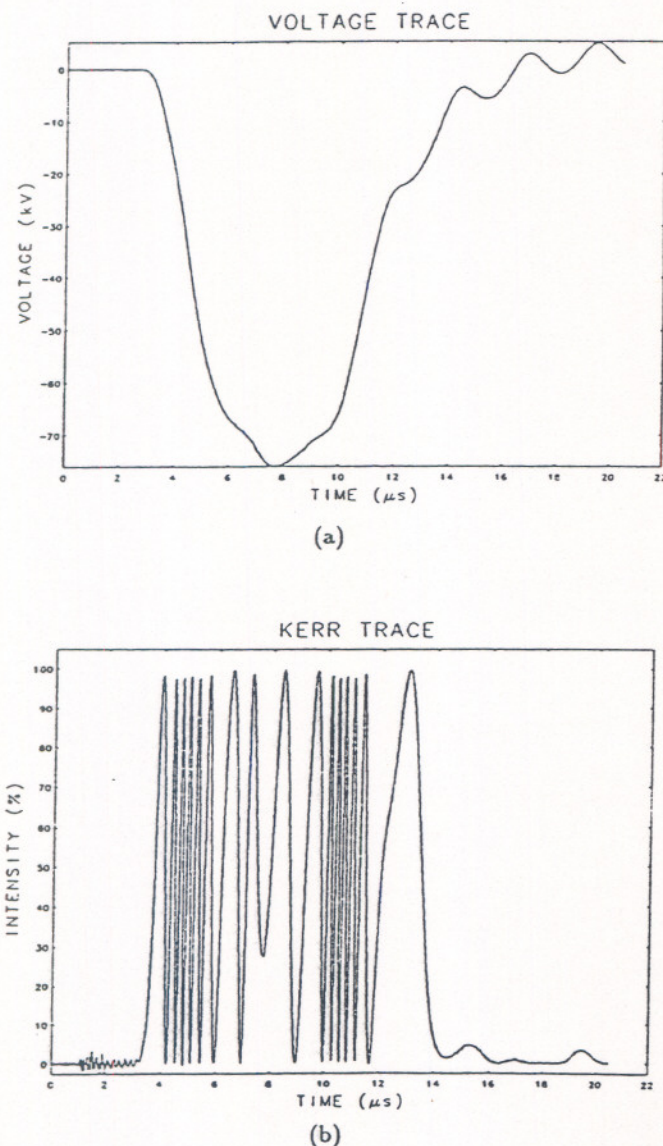 VOLTAGE TRACE
VOLTAGE (kV)
0
-10
-20
-30
-40
-50
-60
-70
0 2 4 6 8 10 12 14 16 18 20 22
TIME (μs)
(a)
KERR TRACE
INTENSITY (%)
100
90
80
70
60
50
40
30
20
10
0
0 2 4 6 8 10 12 14 16 18 20 22
TIME (μs)
(b)